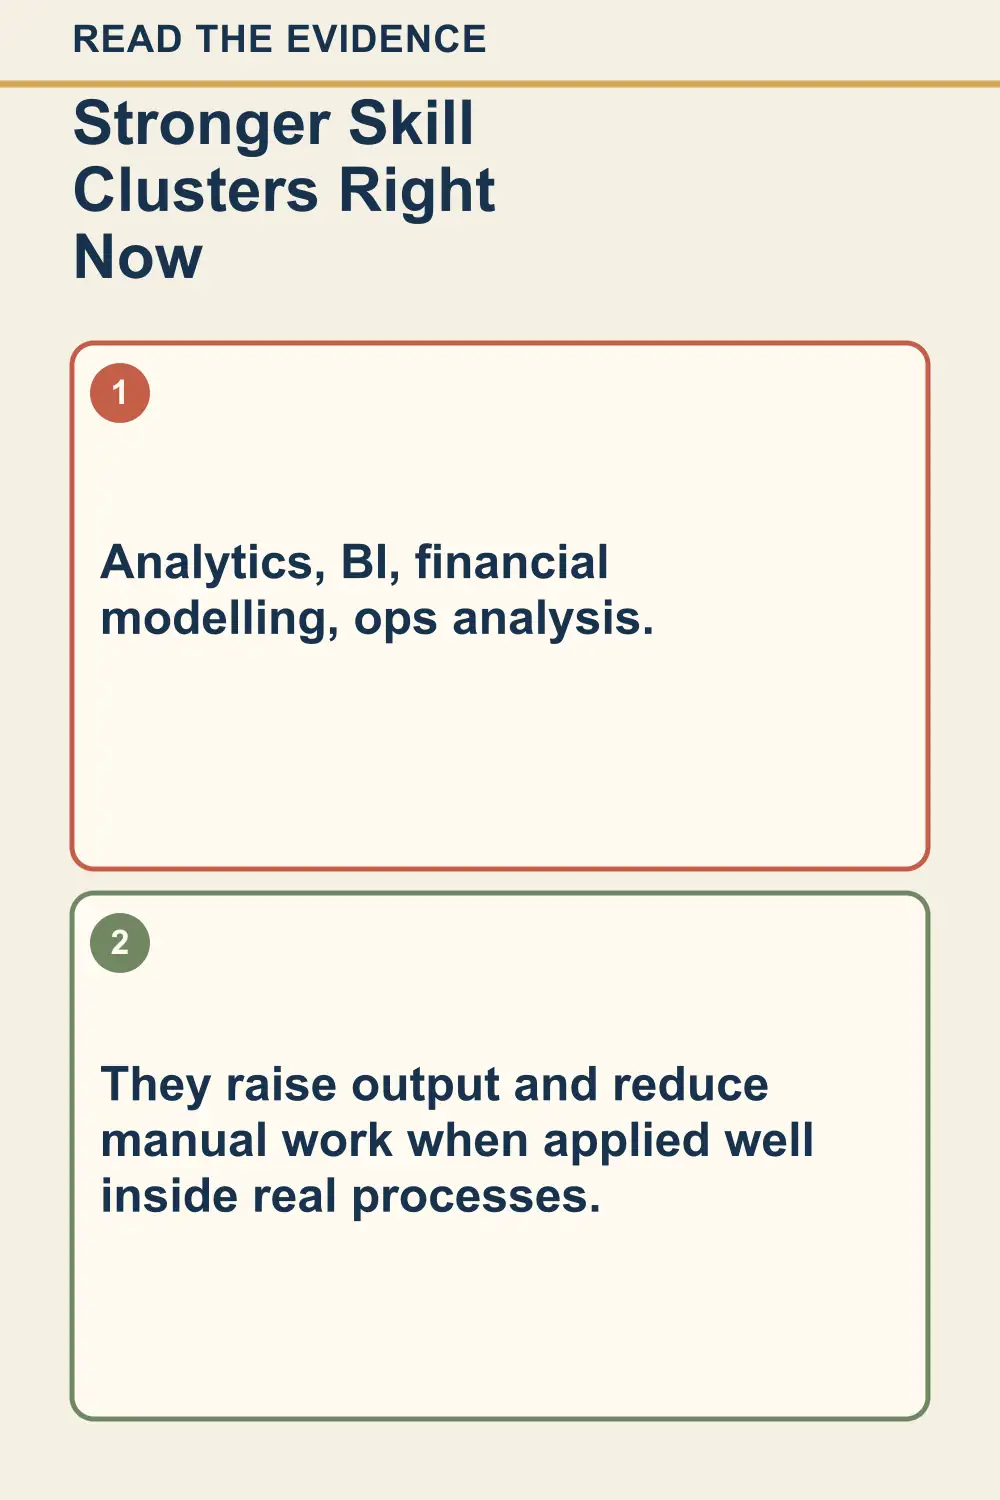 READ THE EVIDENCE
Stronger Skill
Clusters Right
Now
1
Analytics, BI, financial
modelling, ops analysis.
2
They raise output and reduce
manual work when applied well
inside real processes.